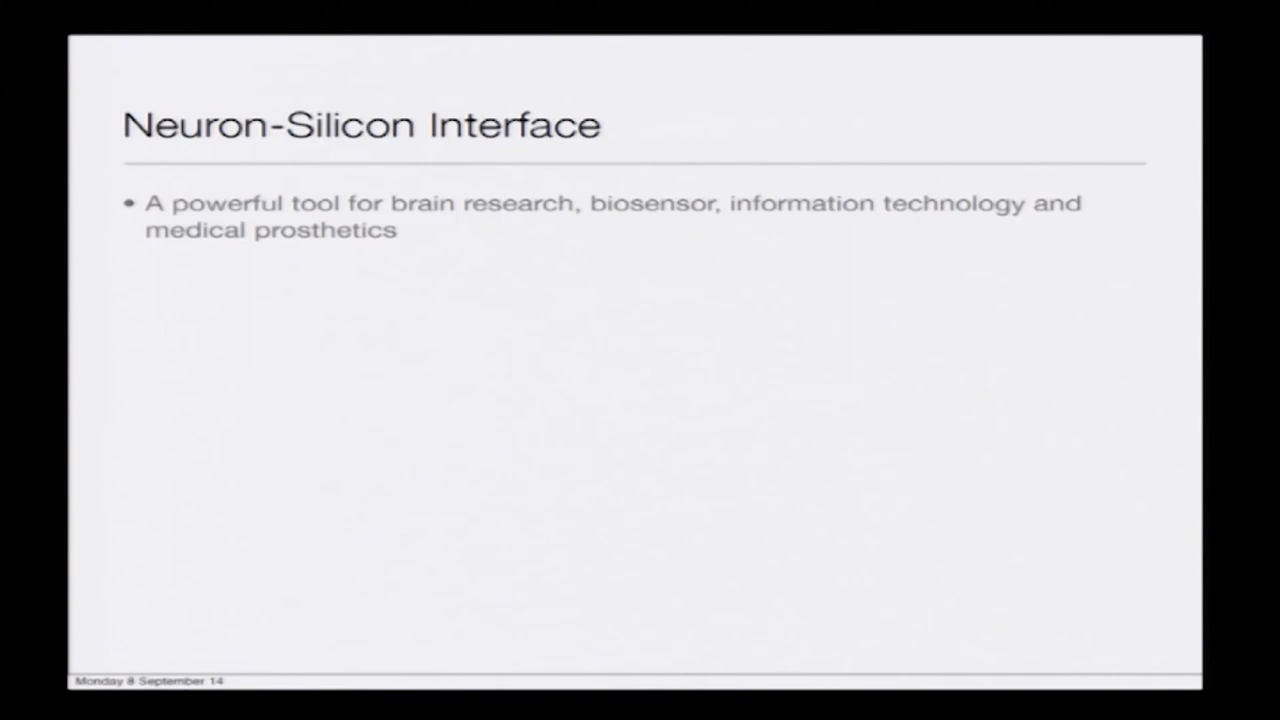 Neuron-Silicon Interface
• A powerful tool for brain research, biosensor, information technology and
medical prosthetics
Monday 8 September 14